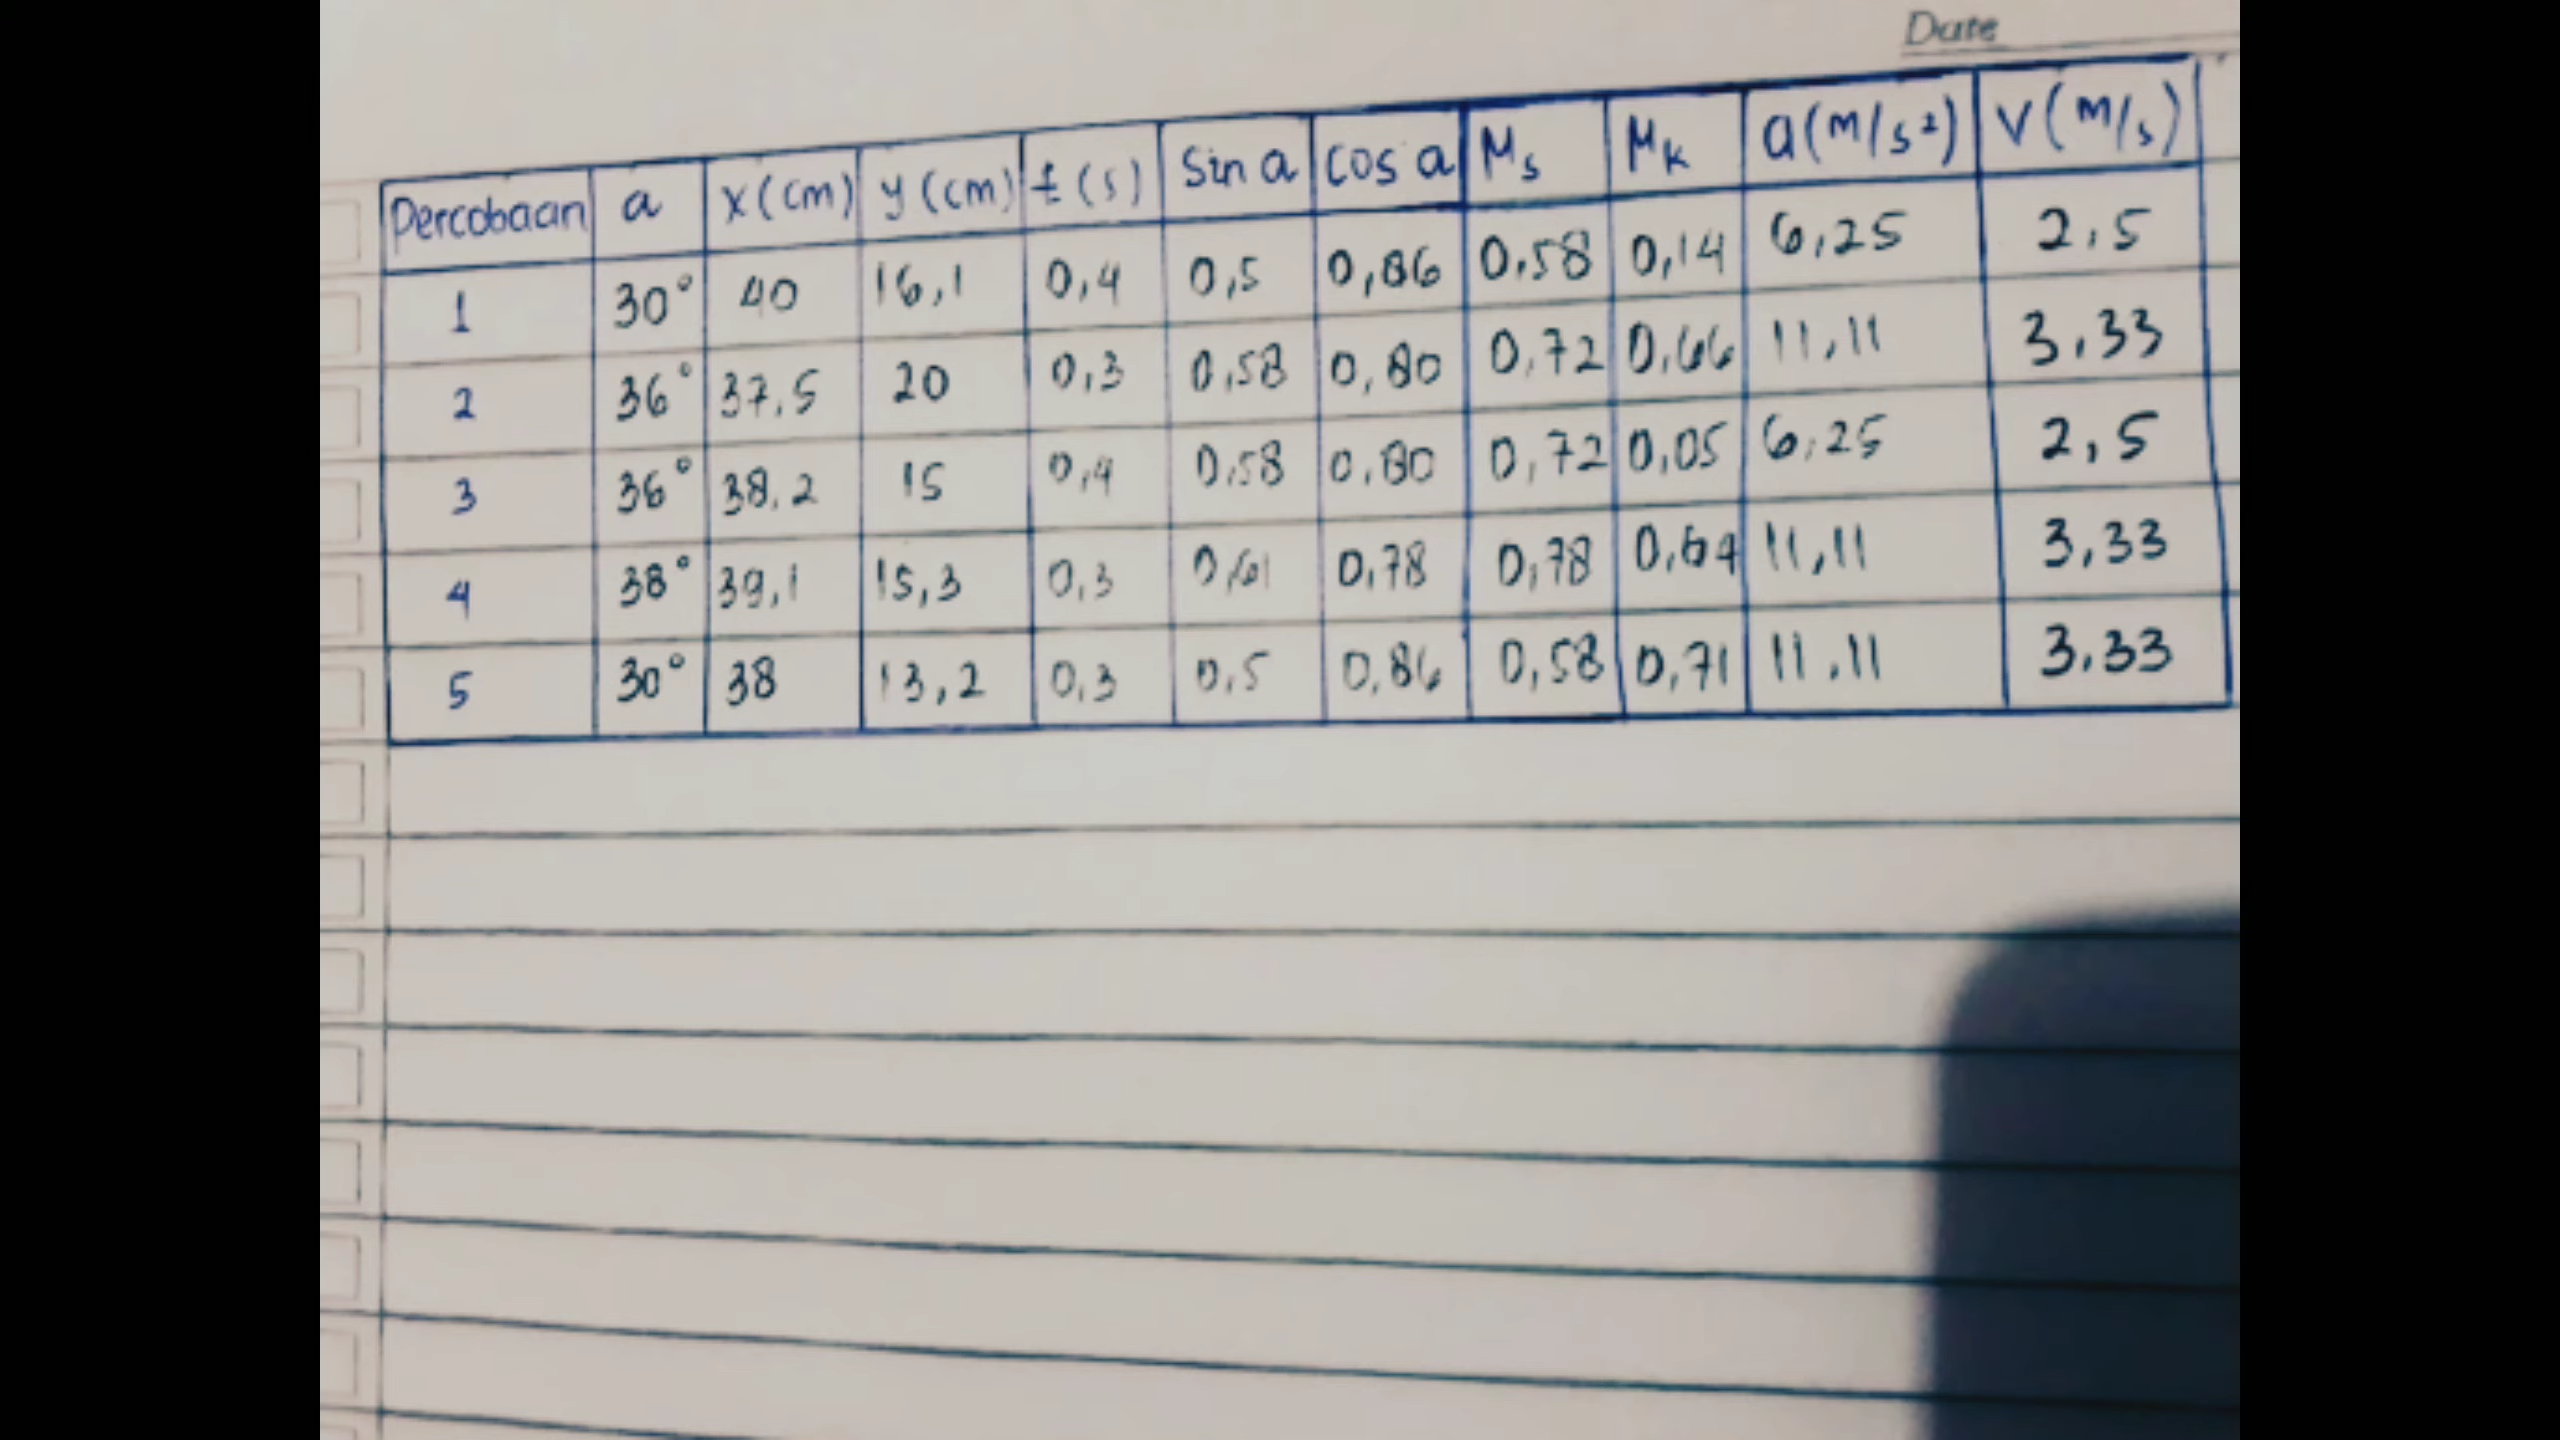 Date
Percobaan a x (cm) y (cm) t (s) Sin a cos a μs μk a (m/s²) v (m/s)
1 30° 40 16,1 0,4 0,5 0,86 0,58 0,14 6,25 2,5
2 36° 37,5 20 0,3 0,58 0,80 0,72 0,66 11,11 3,33
3 36° 38,2 15 0,4 0,58 0,80 0,72 0,05 6,25 2,5
4 38° 39,1 15,3 0,3 0,61 0,78 0,78 0,64 11,11 3,33
5 30° 38 13,2 0,3 0,5 0,86 0,58 0,71 11,11 3,33